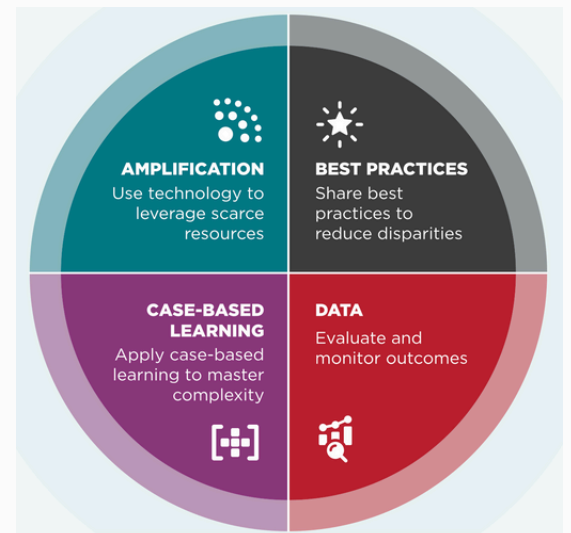 AMPLIFICATION
Use technology to
leverage scarce
resources
BEST PRACTICES
Share best
practices to
reduce disparities
CASE-BASED
LEARNING
Apply case-based
learning to master
complexity
DATA
Evaluate and
monitor outcomes